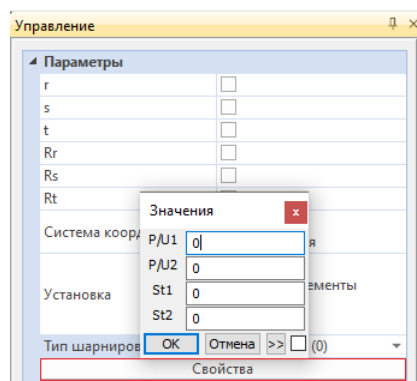 Управление
Параметры
r
s
t
Rr
Rs
Rt
Значения
P/U1 0
P/U2 0
St1 0
St2 0
OK Отмена >>
Система коорд
я
Установка
ементы
Тип шарниров (0)
Свойства